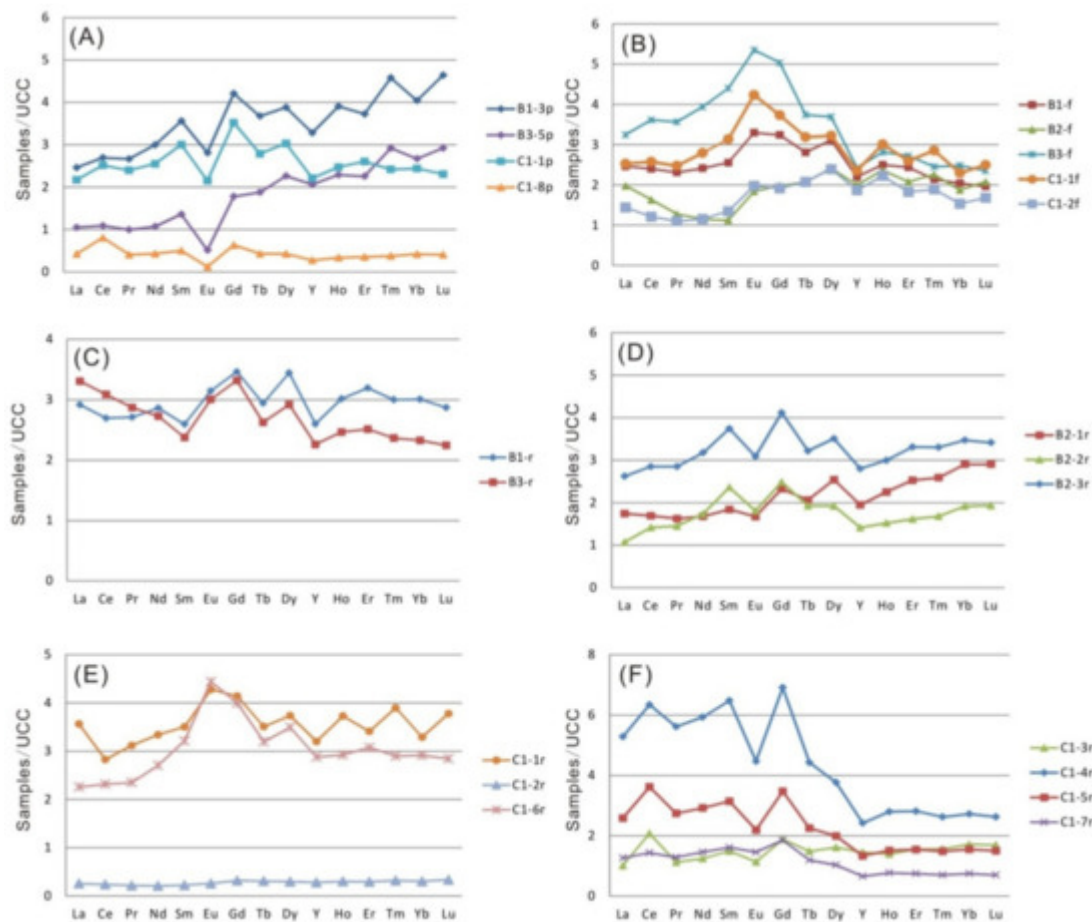 (A)
Samples/UCC
6
5
4
3
2
1
0
La Ce Pr Nd Sm Eu Gd Tb Dy Y Ho Er Tm Yb Lu
B1-3p
B3-5p
C1-1p
C1-8p
(B)
Samples/UCC
6
5
4
3
2
1
0
La Ce Pr Nd Sm Eu Gd Tb Dy Y Ho Er Tm Yb Lu
B1-f
B2-f
B3-f
C1-1f
C1-2f
(C)
Samples/UCC
4
3
2
1
0
La Ce Pr Nd Sm Eu Gd Tb Dy Y Ho Er Tm Yb Lu
B1-r
B3-r
(D)
Samples/UCC
6
5
4
3
2
1
0
La Ce Pr Nd Sm Eu Gd Tb Dy Y Ho Er Tm Yb Lu
B2-1r
B2-2r
B2-3r
(E)
Samples/UCC
5
4
3
2
1
0
La Ce Pr Nd Sm Eu Gd Tb Dy Y Ho Er Tm Yb Lu
C1-1r
C1-2r
C1-6r
(F)
Samples/UCC
8
6
4
2
0
La Ce Pr Nd Sm Eu Gd Tb Dy Y Ho Er Tm Yb Lu
C1-3r
C1-4r
C1-5r
C1-7r